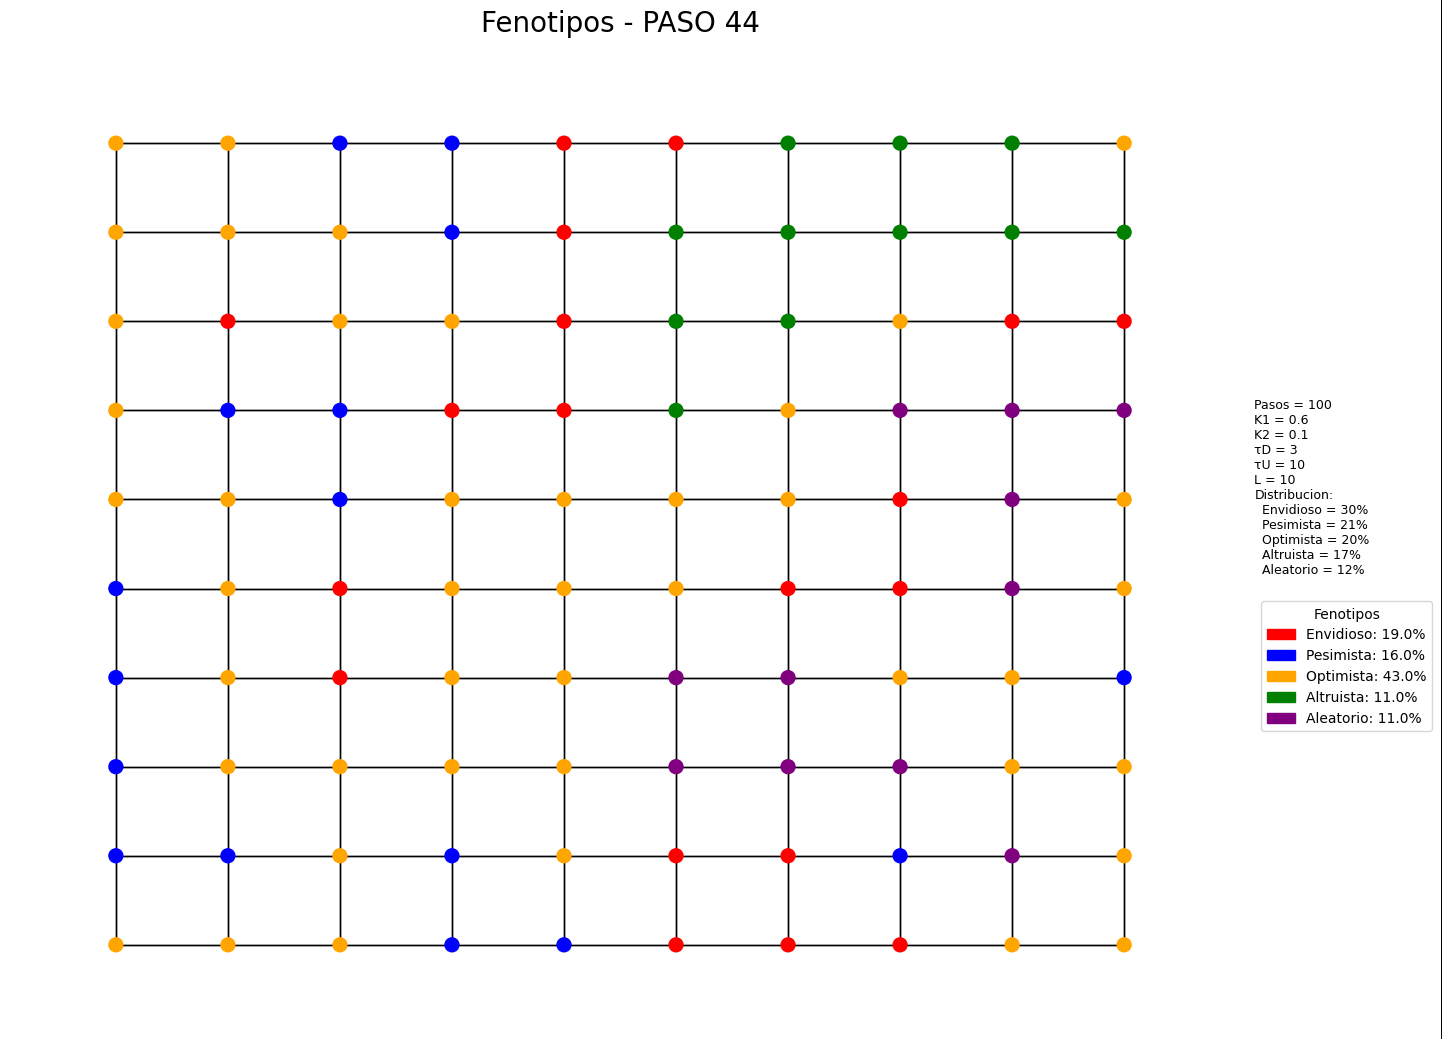 Fenotipos - PASO 44
Pasos = 100
K1 = 0.6
K2 = 0.1
τD = 3
τU = 10
L = 10
Distribucion:
Envidioso = 30%
Pesimista = 21%
Optimista = 20%
Altruista = 17%
Aleatorio = 12%
Fenotipos
Envidioso: 19.0%
Pesimista: 16.0%
Optimista: 43.0%
Altruista: 11.0%
Aleatorio: 11.0%